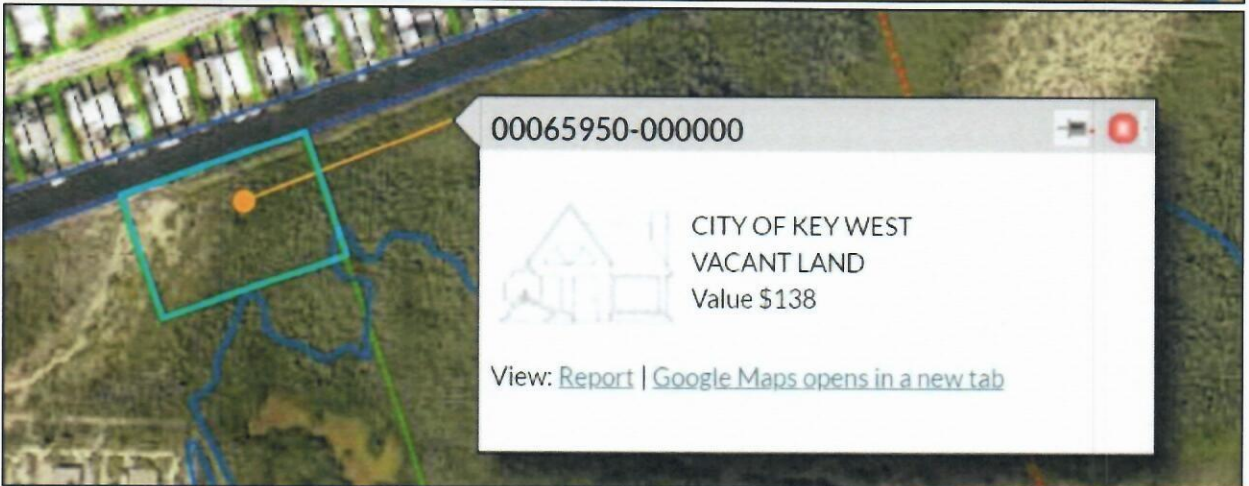 00065950-000000
CITY OF KEY WEST
VACANT LAND
Value $138
View: Report | Google Maps opens in a new tab